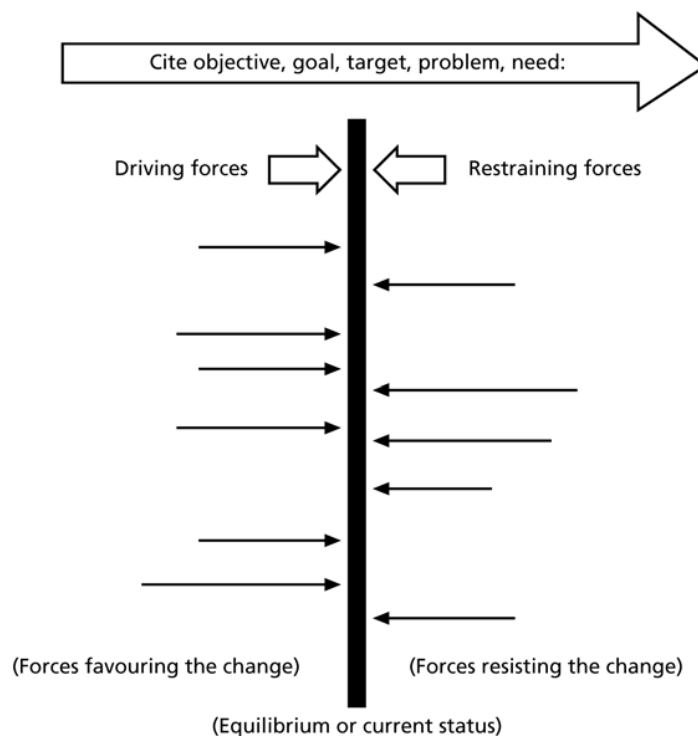 Cite objective, goal, target, problem, need:
Driving forces
Restraining forces
(Forces favouring the change)
(Forces resisting the change)
(Equilibrium or current status)